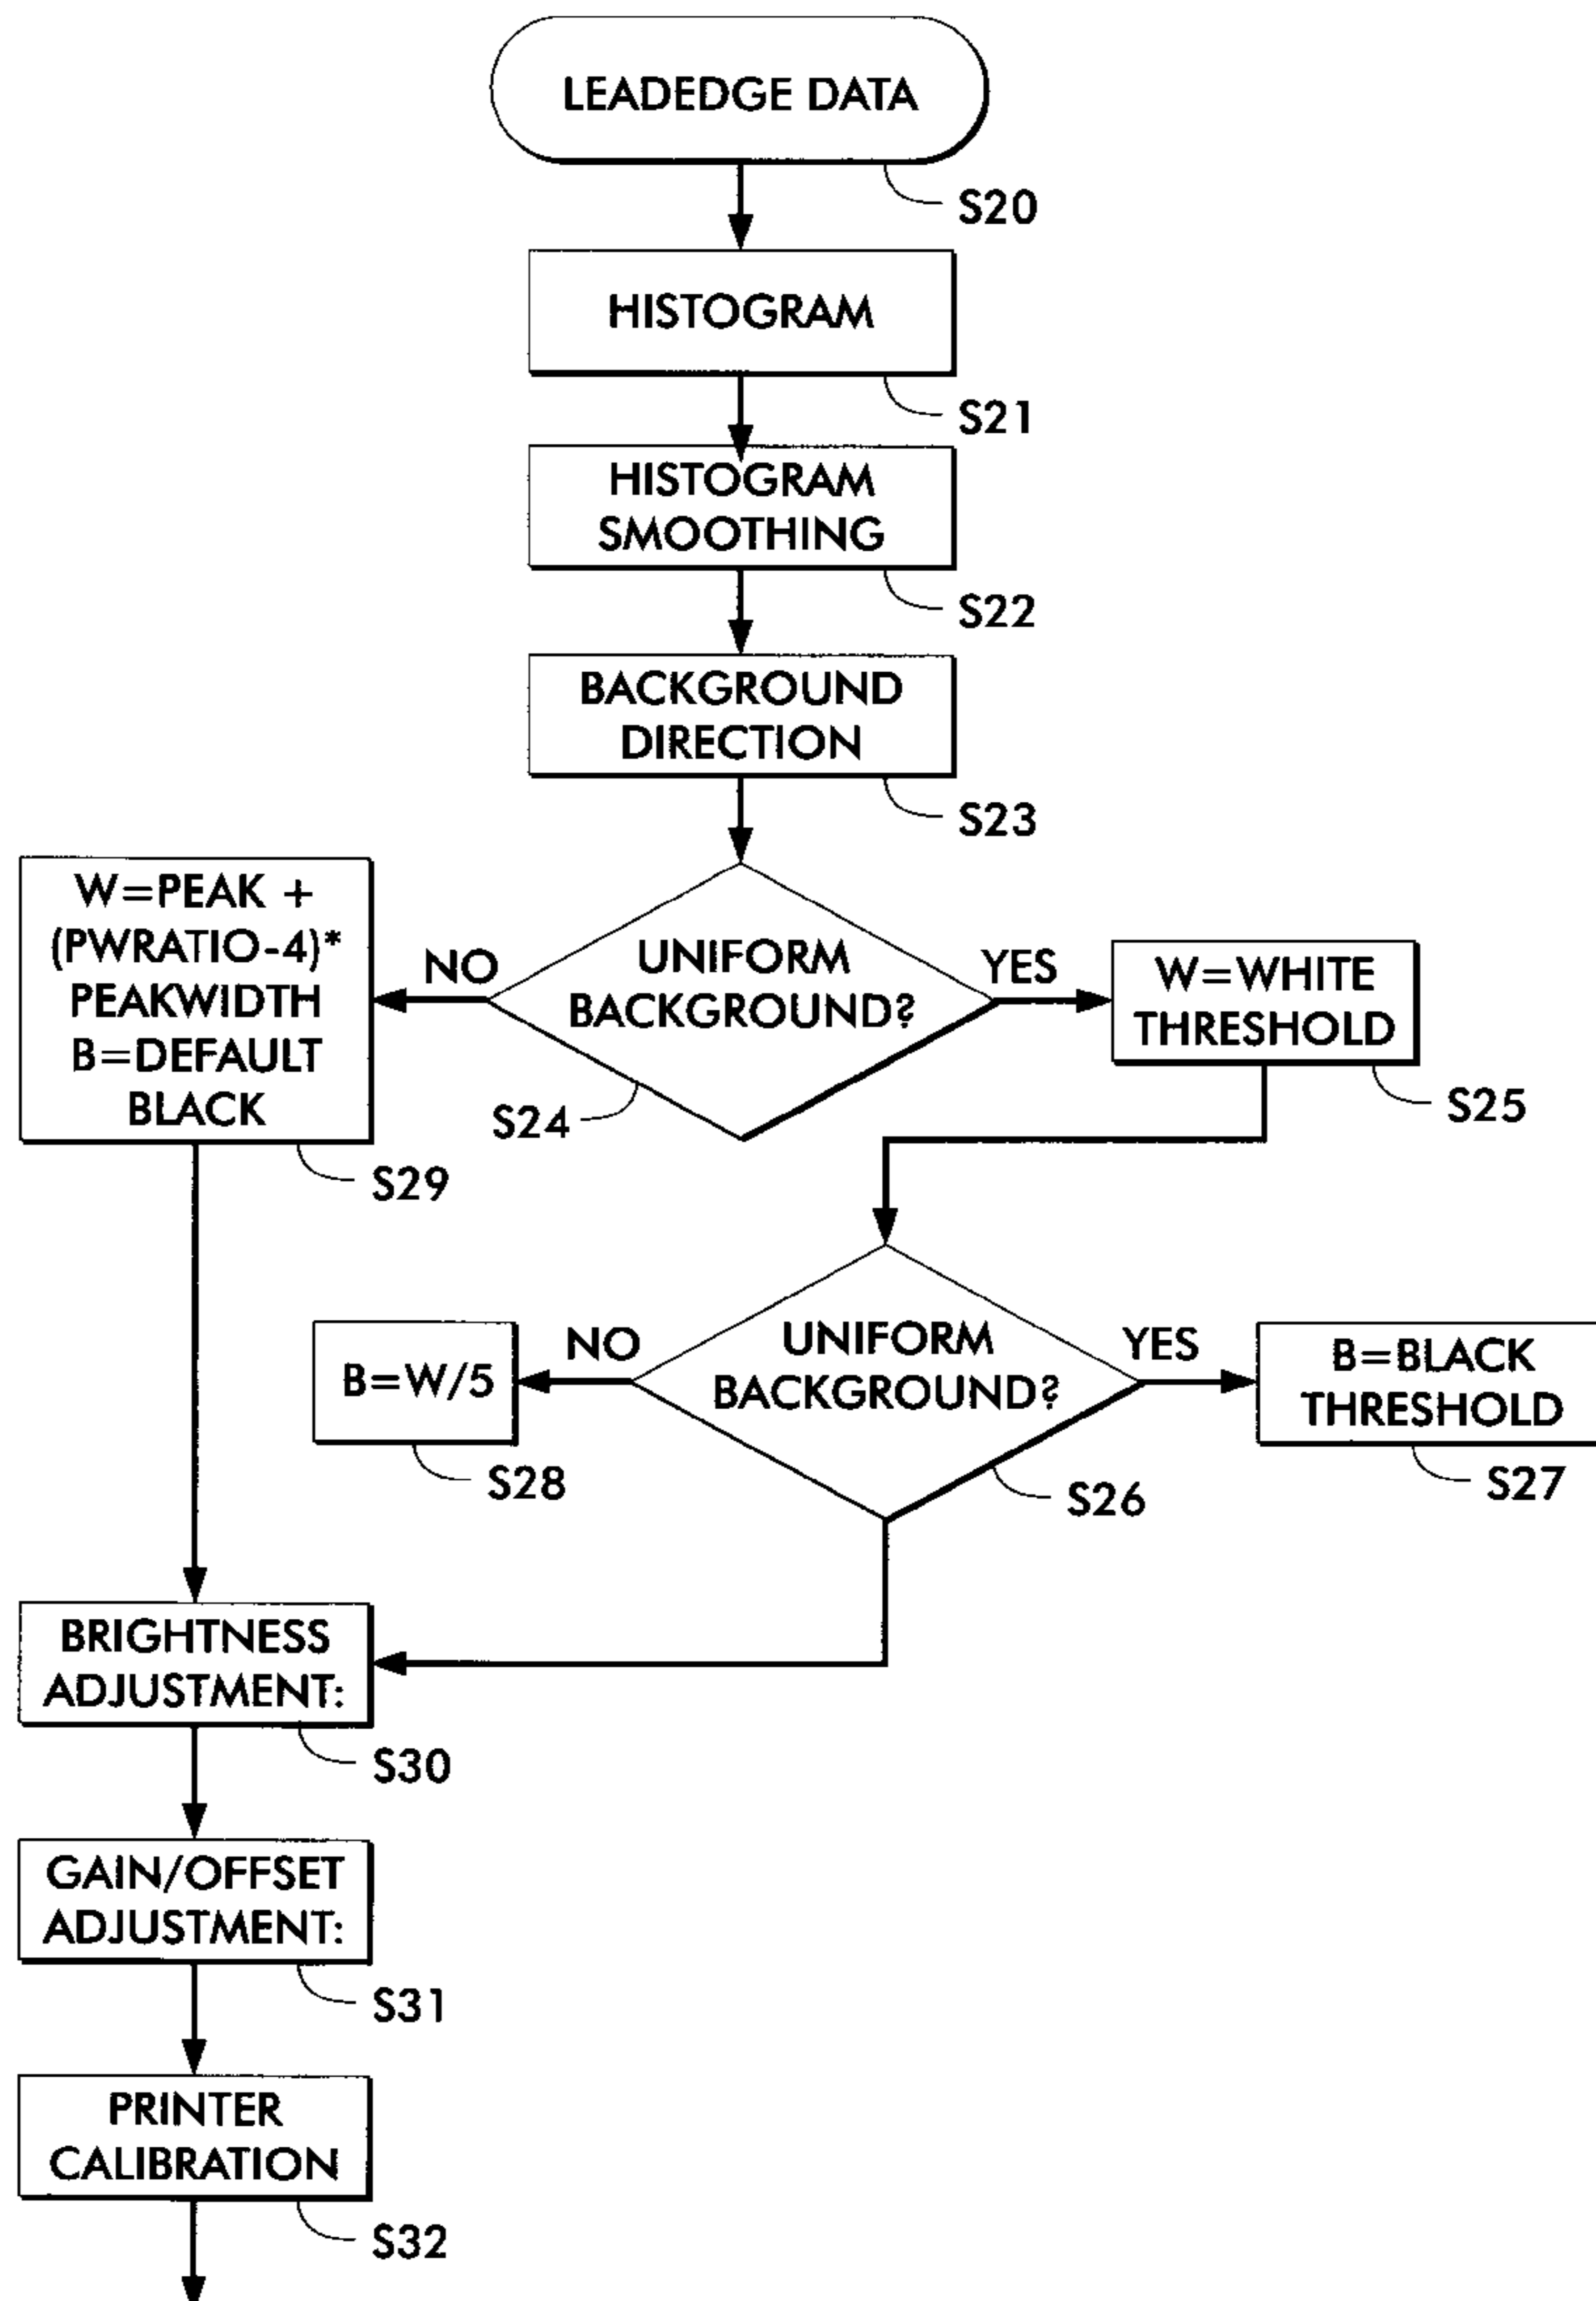 LEADEDGE DATA
S20
HISTOGRAM
S21
HISTOGRAM
SMOOTHING
S22
BACKGROUND
DIRECTION
S23
UNIFORM
BACKGROUND?
S24
NO
YES
W=PEAK +
(PWRATIO-4)*
PEAKWIDTH
B=DEFAULT
BLACK
S29
W=WHITE
THRESHOLD
S25
UNIFORM
BACKGROUND?
S26
NO
YES
B=W/5
S28
B=BLACK
THRESHOLD
S27
BRIGHTNESS
ADJUSTMENT:
S30
GAIN/OFFSET
ADJUSTMENT:
S31
PRINTER
CALIBRATION
S32